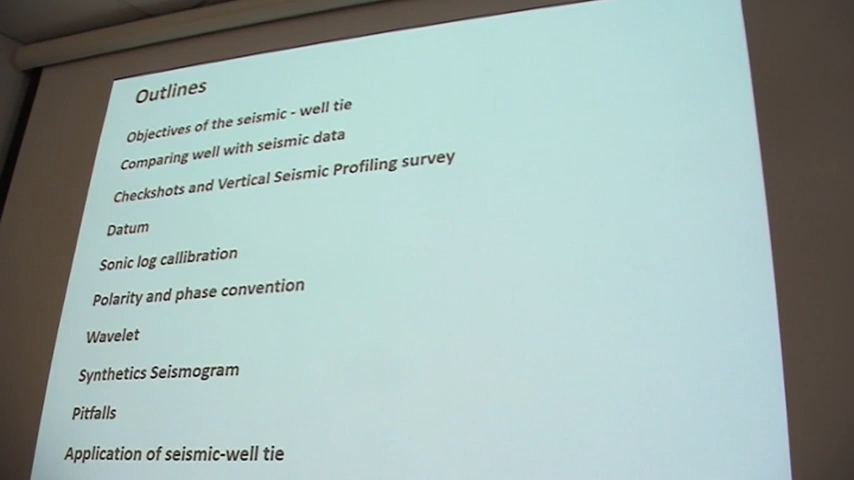 Outlines
Objectives of the seismic - well tie
Comparing well with seismic data
Checkshots and Vertical Seismic Profiling survey
Datum
Sonic log callibration
Polarity and phase convention
Wavelet
Synthetics Seismogram
Pitfalls
Application of seismic-well tie